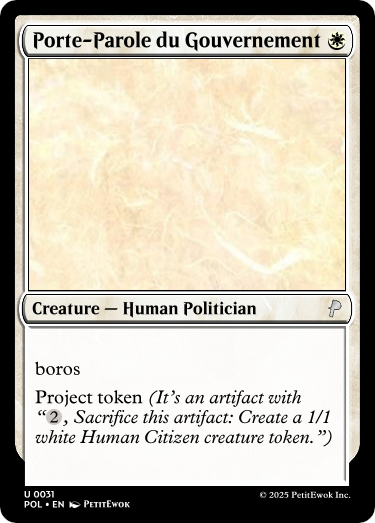 Porte-Parole du Gouvernement
Creature — Human Politician
boros
Project token (It's an artifact with
“2, Sacrifice this artifact: Create a 1/1
white Human Citizen creature token.”)
U 0031
POL • EN PetitEwok
© 2025 PetitEwok Inc.